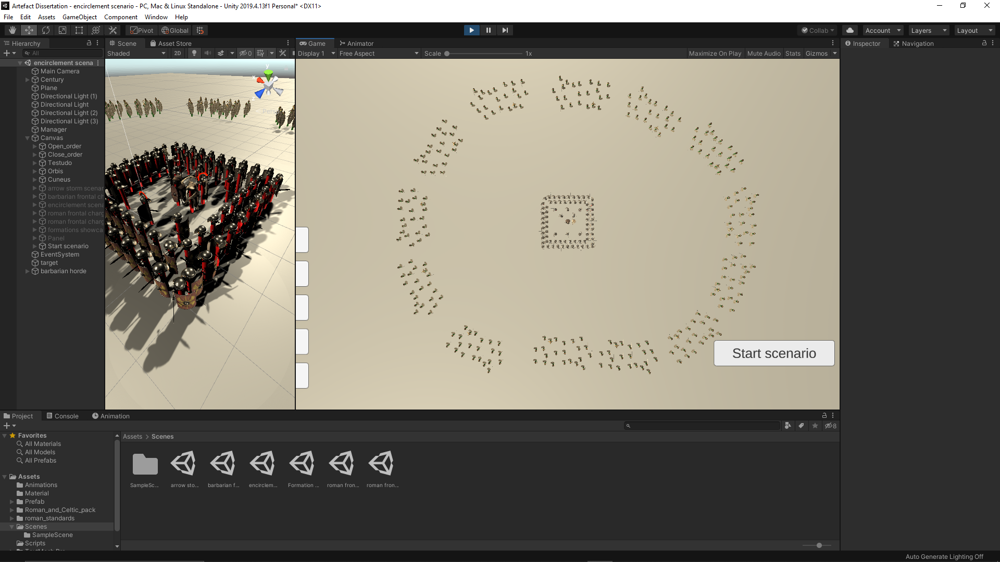 Artefact Dissertation - encirclement scenario - PC, Mac & Linux Standalone - Unity 2019.4.13f1 Personal* <DX11>
File Edit Assets GameObject Component Window Help
Pivot Global Collab Account Layers Layout
Hierarchy Scene Asset Store Game Animator Inspector Navigation
All Shaded 2D 0 Display 1 Free Aspect Scale 1x Maximize On Play Mute Audio Stats Gizmos
encirclement scena
Main Camera
Century
Plane
Directional Light (1)
Directional Light
Directional Light (2)
Directional Light (3)
Manager
Canvas
Open_order
Close_order
Testudo
Orbis
Cuneus
arrow storm scenar
barbarian frontal ch
encirclement scena
roman frontal charg
roman frontal charg
formations showca
Panel
Start scenario
EventSystem
target
barbarian horde
y
x
z
Pers
Start scenario
Project Console Animation
8
Favorites
All Materials
All Models
All Prefabs
Assets
Animations
Material
Prefab
Roman_and_Celtic_pack
roman_standards
Scenes
SampleScene
Scripts
Assets > Scenes
SampleSc... arrow sto... barbarian f... encirclem... Formation ... roman fron... roman fron...
Auto Generate Lighting Off